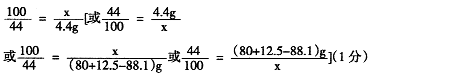 100/44 = x/4.4g [或 44/100 = 4.4g/x
或 100/44 = x/(80+12.5-88.1)g 或 44/100 = (80+12.5-88.1)g/x ](1分)